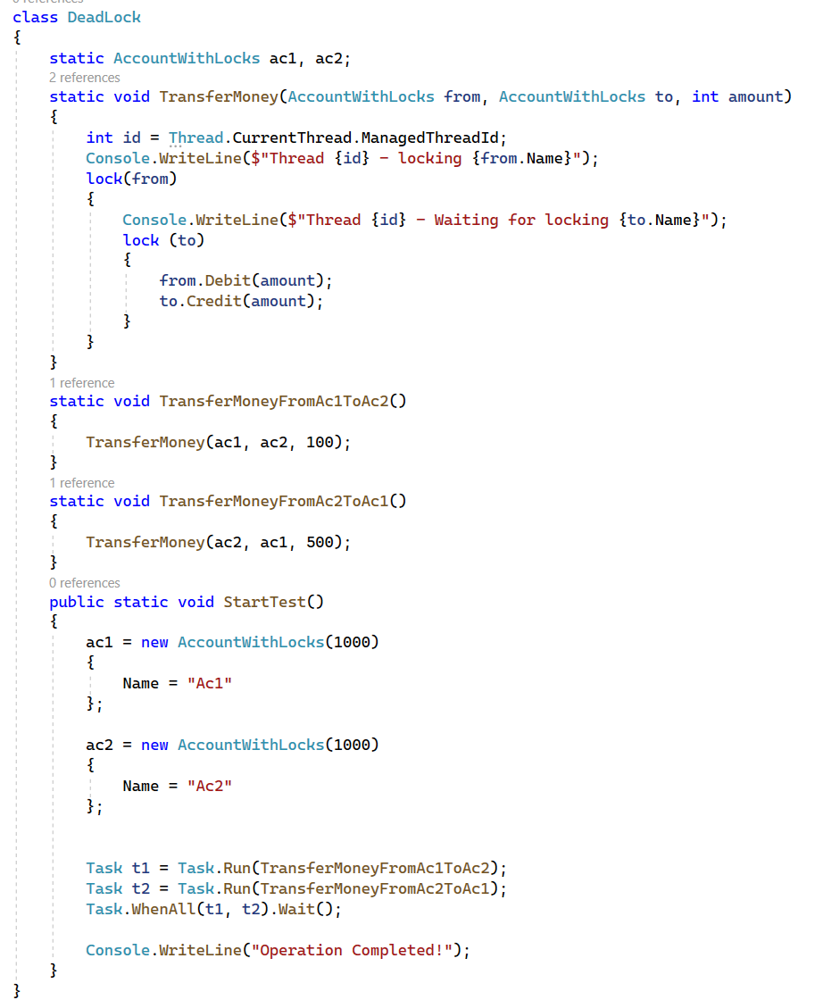 0 references
class DeadLock
{
    static AccountWithLocks ac1, ac2;
    2 references
    static void TransferMoney(AccountWithLocks from, AccountWithLocks to, int amount)
    {
        int id = Thread.CurrentThread.ManagedThreadId;
        Console.WriteLine($"Thread {id} - locking {from.Name}");
        lock(from)
        {
            Console.WriteLine($"Thread {id} - Waiting for locking {to.Name}");
            lock (to)
            {
                from.Debit(amount);
                to.Credit(amount);
            }
        }
    }
    1 reference
    static void TransferMoneyFromAc1ToAc2()
    {
        TransferMoney(ac1, ac2, 100);
    }
    1 reference
    static void TransferMoneyFromAc2ToAc1()
    {
        TransferMoney(ac2, ac1, 500);
    }
    0 references
    public static void StartTest()
    {
        ac1 = new AccountWithLocks(1000)
        {
            Name = "Ac1"
        };
        ac2 = new AccountWithLocks(1000)
        {
            Name = "Ac2"
        };
        Task t1 = Task.Run(TransferMoneyFromAc1ToAc2);
        Task t2 = Task.Run(TransferMoneyFromAc2ToAc1);
        Task.WhenAll(t1, t2).Wait();
        Console.WriteLine("Operation Completed!");
    }
}